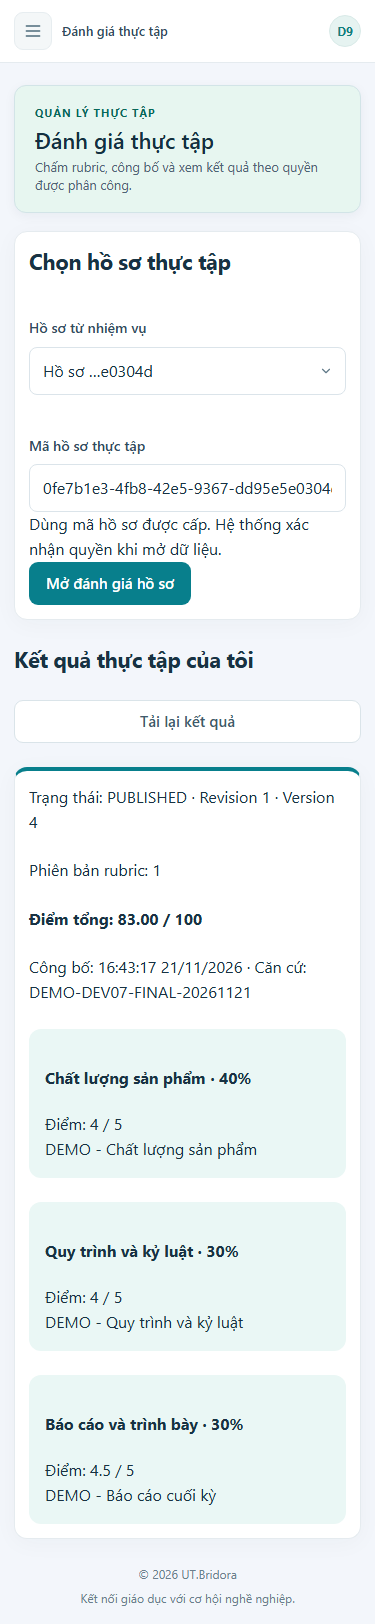 Đánh giá thực tập
D9
QUẢN LÝ THỰC TẬP
Đánh giá thực tập
Chấm rubric, công bố và xem kết quả theo quyền
được phân công.
Chọn hồ sơ thực tập
Hồ sơ từ nhiệm vụ
Hồ sơ ...e0304d
Mã hồ sơ thực tập
0fe7b1e3-4fb8-42e5-9367-dd95e5e0304
Dùng mã hồ sơ được cấp. Hệ thống xác
nhận quyền khi mở dữ liệu.
Mở đánh giá hồ sơ
Kết quả thực tập của tôi
Tải lại kết quả
Trạng thái: PUBLISHED · Revision 1 · Version
4
Phiên bản rubric: 1
Điểm tổng: 83.00 / 100
Công bố: 16:43:17 21/11/2026 · Căn cứ:
DEMO-DEV07-FINAL-20261121
Chất lượng sản phẩm · 40%
Điểm: 4 / 5
DEMO - Chất lượng sản phẩm
Quy trình và kỷ luật · 30%
Điểm: 4 / 5
DEMO - Quy trình và kỷ luật
Báo cáo và trình bày · 30%
Điểm: 4.5 / 5
DEMO - Báo cáo cuối kỳ
© 2026 UT.Bridora
Kết nối giáo dục với cơ hội nghề nghiệp.